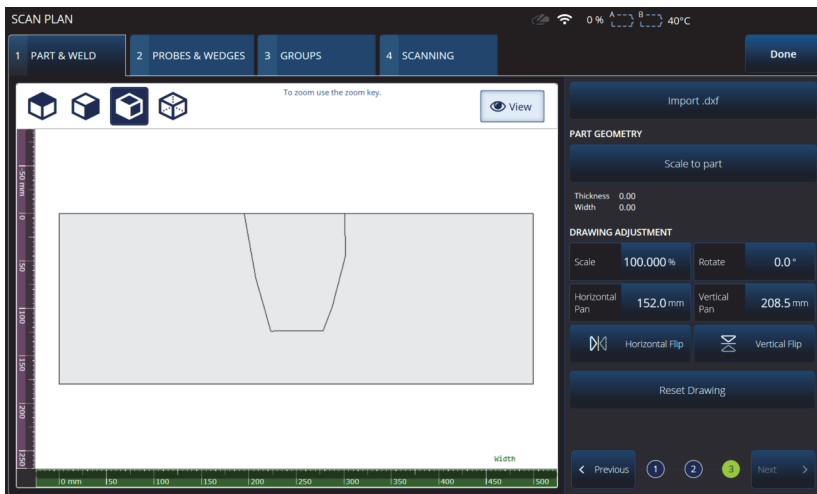 SCAN PLAN
0 % A B 40°C
1 PART & WELD 2 PROBES & WEDGES 3 GROUPS 4 SCANNING Done
To zoom use the zoom key.
View
Import .dxf
PART GEOMETRY
Scale to part
Thickness 0.00
Width 0.00
DRAWING ADJUSTMENT
Scale 100.000 % Rotate 0.0 °
Horizontal Pan 152.0 mm Vertical Pan 208.5 mm
Horizontal Flip Vertical Flip
Reset Drawing
Previous 1 2 3 Next
-50 mm
0
50
100
150
200
250
Width
0 mm 50 100 150 200 250 300 350 400 450 500